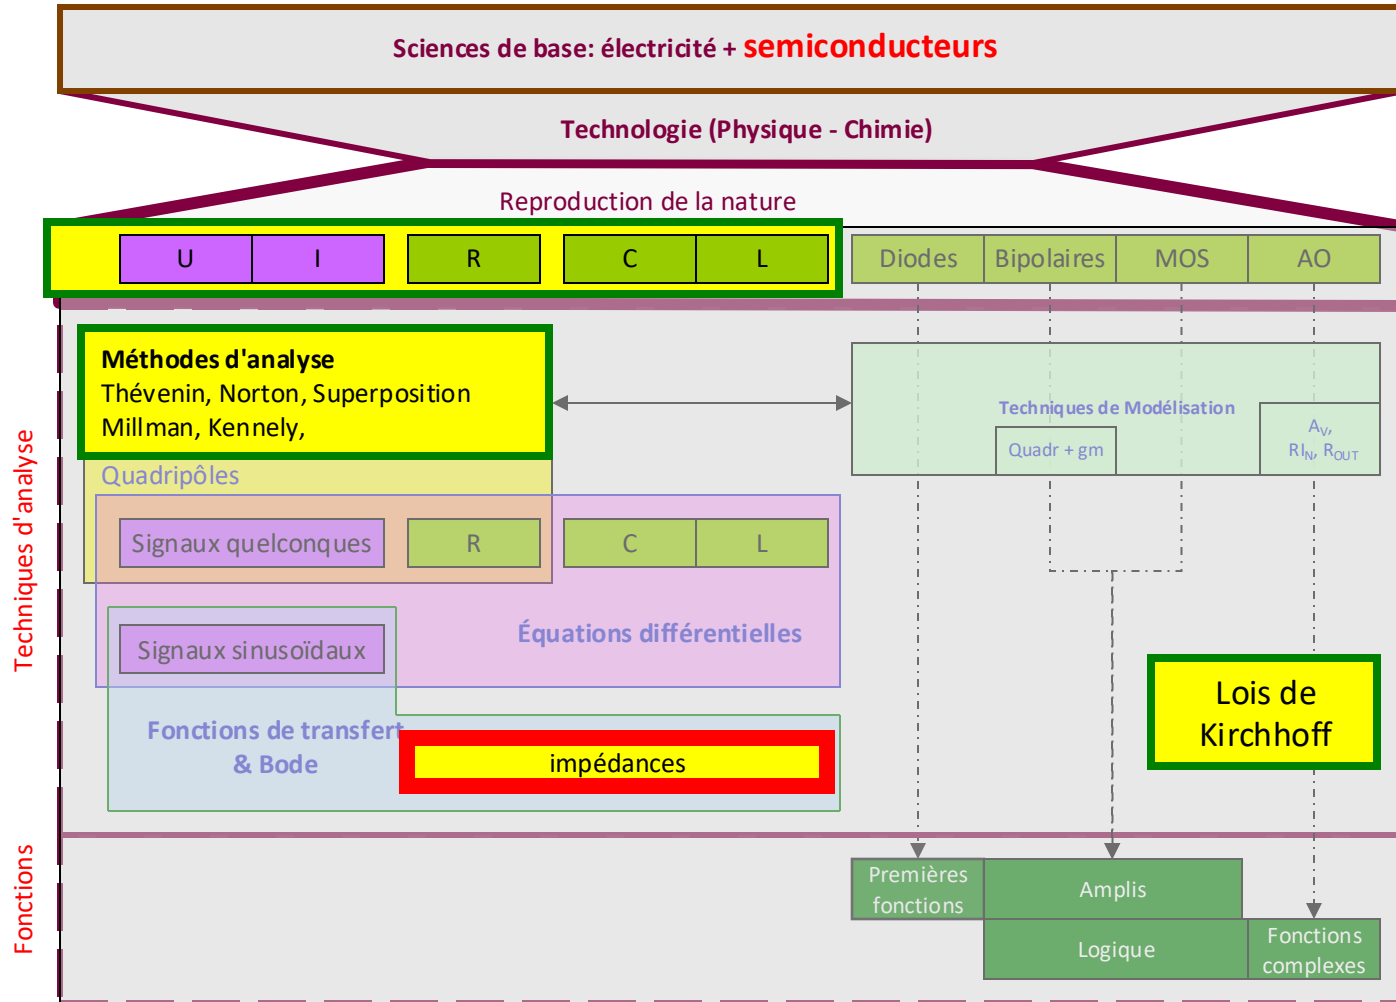 Sciences de base: électricité + semiconducteurs
Technologie (Physique - Chimie)
Reproduction de la nature
U I R C L Diodes Bipolaires MOS AO
Techniques d'analyse
Méthodes d'analyse
Thévenin, Norton, Superposition
Millman, Kennely,
Quadripôles
Techniques de Modélisation
Quadr + gm
AV,
RIN, ROUT
Signaux quelconques R C L
Équations différentielles
Signaux sinusoïdaux
Fonctions de transfert
& Bode
impédances
Lois de
Kirchhoff
Fonctions
Premières
fonctions
Amplis
Logique
Fonctions
complexes